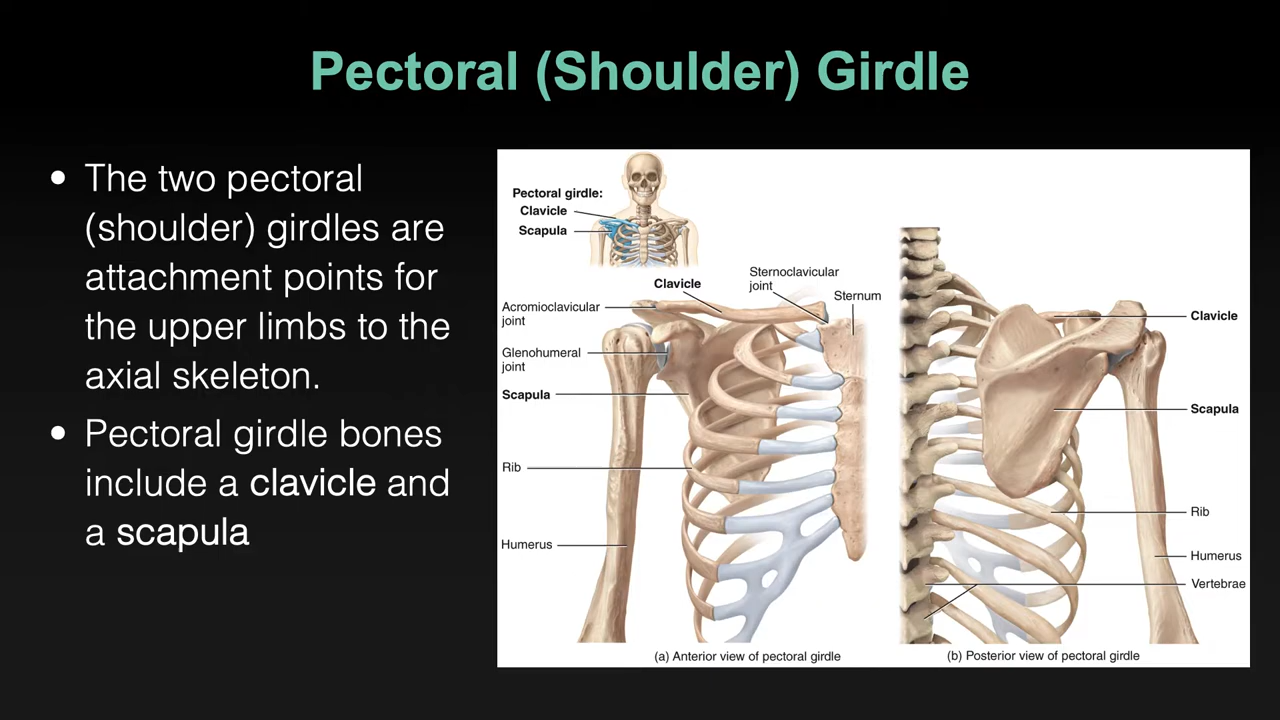 Pectoral (Shoulder) Girdle
• The two pectoral
(shoulder) girdles are
attachment points for
the upper limbs to the
axial skeleton.
• Pectoral girdle bones
include a clavicle and
a scapula
Pectoral girdle:
Clavicle
Scapula
Clavicle
Sternoclavicular
joint
Sternum
Acromioclavicular
joint
Glenohumeral
joint
Scapula
Rib
Humerus
(a) Anterior view of pectoral girdle
Clavicle
Scapula
Rib
Humerus
Vertebrae
(b) Posterior view of pectoral girdle